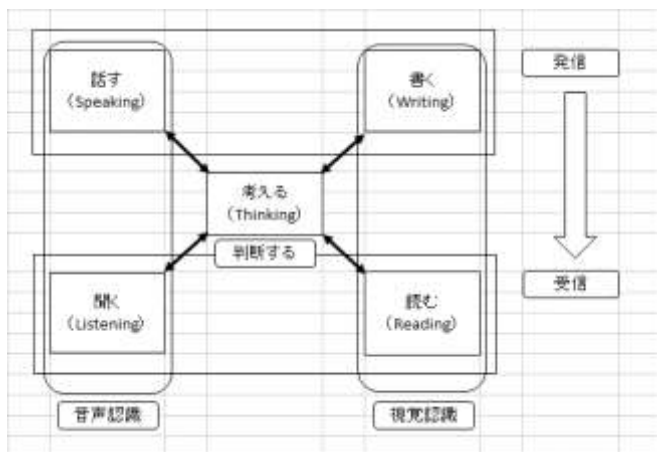 話す
(Speaking)
書く
(Writing)
発信
考える
(Thinking)
判断する
聞く
(Listening)
読む
(Reading)
受信
音声認識
視覚認識